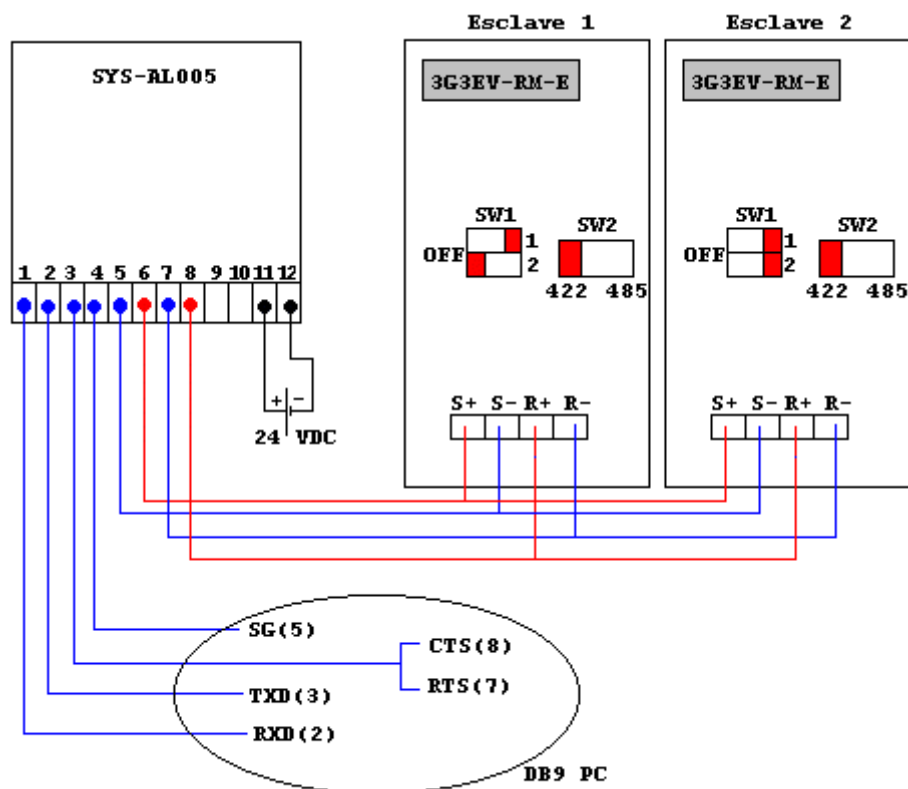 Esclave 1
Esclave 2
SYS-AL005
3G3EV-RM-E
3G3EV-RM-E
SW1
SW2
OFF
1
2
422 485
SW1
SW2
OFF
1
2
422 485
1 2 3 4 5 6 7 8 9 10 11 12
+ -
24 VDC
S+ S- R+ R-
S+ S- R+ R-
SG(5)
CTS(8)
RTS(7)
TXD(3)
RXD(2)
DB9 PC